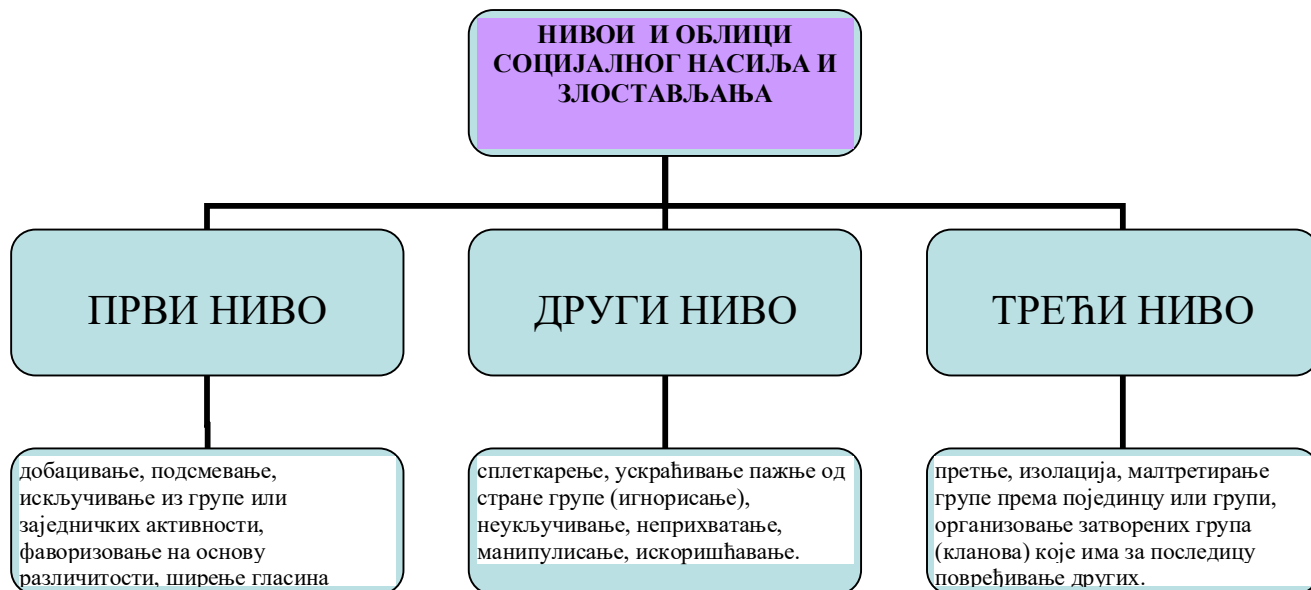 НИВОИ И ОБЛИЦИ
СОЦИЈАЛНОГ НАСИЉА И
ЗЛОСТАВЉАЊА
ПРВИ НИВО
ДРУГИ НИВО
ТРЕЋИ НИВО
добацивање, подсмевање,
искључивање из групе или
заједничких активности,
фаворизовање на основу
различитости, ширење гласина
сплеткарење, ускраћивање пажње од
стране групе (игнорисање),
неукључивање, неприхватање,
манипулисање, искоришћавање.
претње, изолација, малтретирање
групе према појединцу или групи,
организовање затворених група
(кланова) које има за последицу
повређивање других.